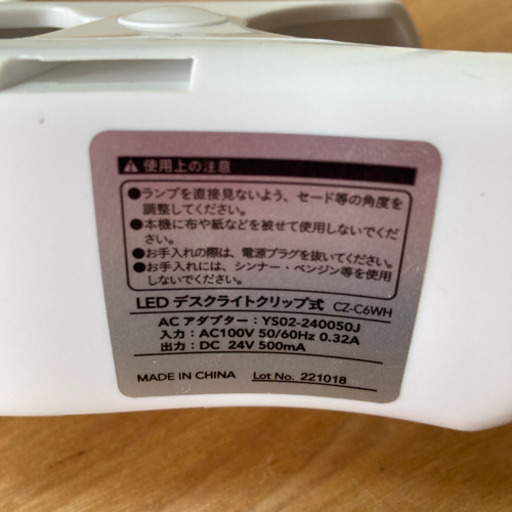 ⚠ 使用上の注意
●ランプを直接見ないよう、セード等の角度を
調整してください。
●本機に布や紙などを被せて使用しないでくだ
さい。
●お手入れの際は、電源プラグを抜いてください。
●お手入れには、シンナー・ベンジン等を使用
しないでください。
LED デスクライトクリップ式 CZ-C6WH
AC アダプター：YS02-240050J
入力：AC100V 50/60Hz 0.32A
出力：DC 24V 500mA
MADE IN CHINA Lot No. 221018